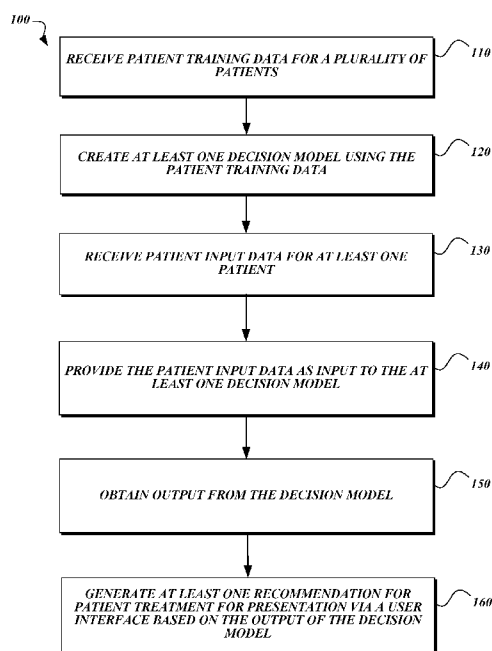 100
RECEIVE PATIENT TRAINING DATA FOR A PLURALITY OF
PATIENTS
110
CREATE AT LEAST ONE DECISION MODEL USING THE
PATIENT TRAINING DATA
120
RECEIVE PATIENT INPUT DATA FOR AT LEAST ONE
PATIENT
130
PROVIDE THE PATIENT INPUT DATA AS INPUT TO THE AT
LEAST ONE DECISION MODEL
140
OBTAIN OUTPUT FROM THE DECISION MODEL
150
GENERATE AT LEAST ONE RECOMMENDATION FOR
PATIENT TREATMENT FOR PRESENTATION VIA A USER
INTERFACE BASED ON THE OUTPUT OF THE DECISION
MODEL
160